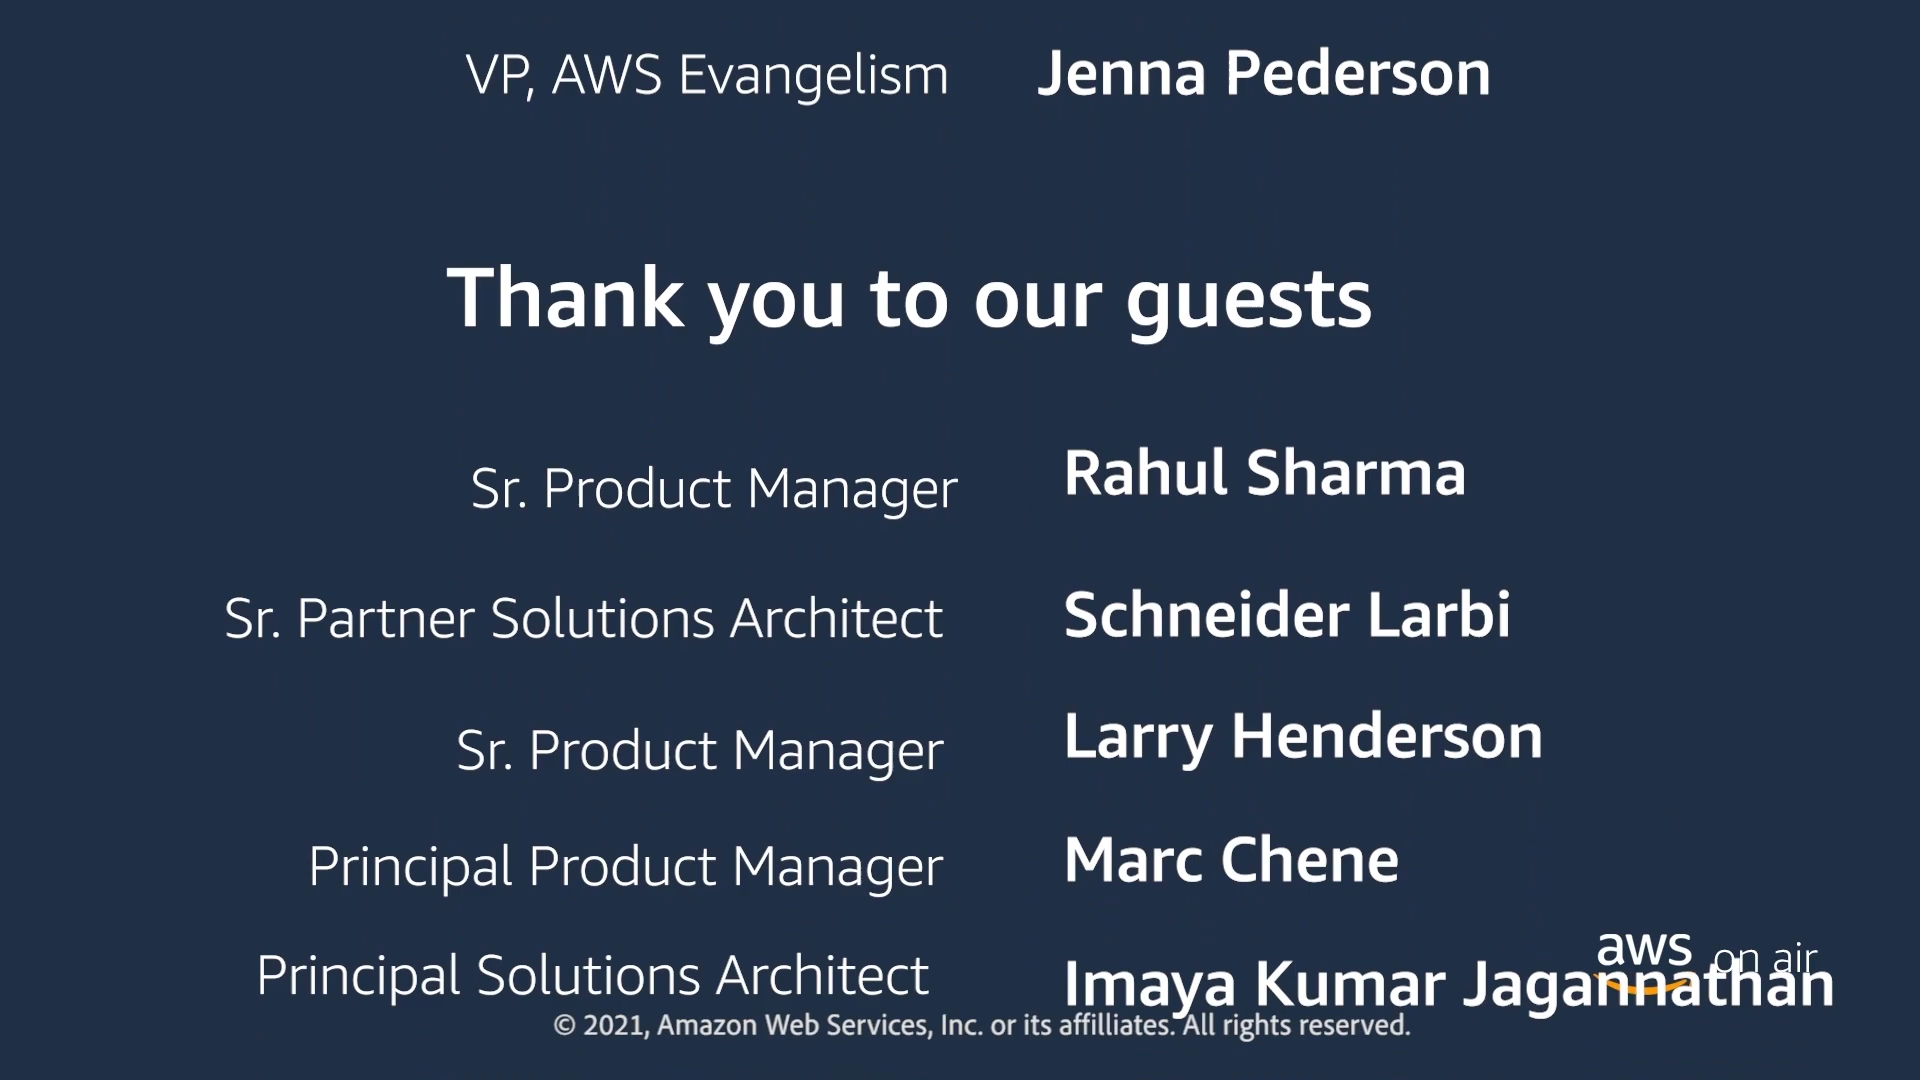 VP, AWS Evangelism Jenna Pederson
Thank you to our guests
Sr. Product Manager Rahul Sharma
Sr. Partner Solutions Architect Schneider Larbi
Sr. Product Manager Larry Henderson
Principal Product Manager Marc Chene
aws on air
Principal Solutions Architect Imaya Kumar Jagannathan
© 2021, Amazon Web Services, Inc. or its affilliates. All rights reserved.